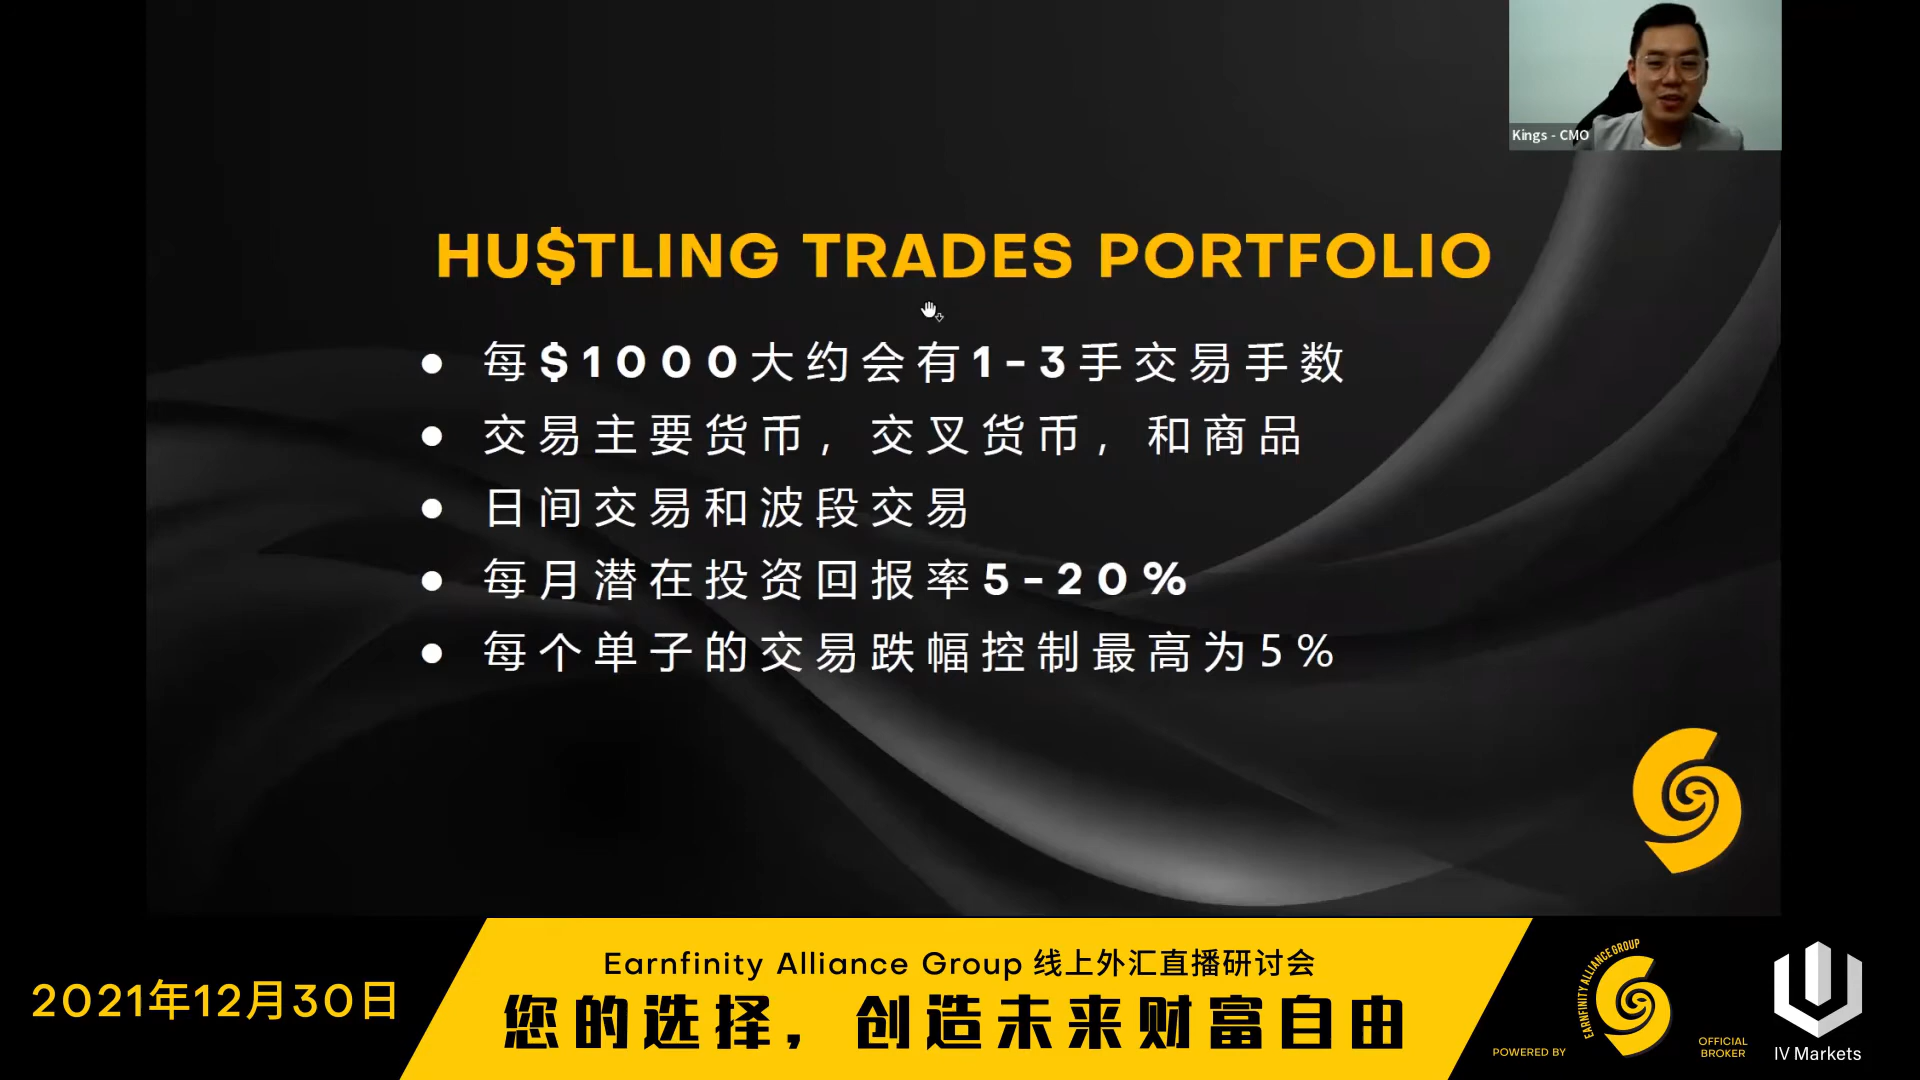 Kings - CMO
HU$TLING TRADES PORTFOLIO
● 每$1000大约会有1-3手交易手数
● 交易主要货币，交叉货币，和商品
● 日间交易和波段交易
● 每月潜在投资回报率5-20%
● 每个单子的交易跌幅控制最高为5%
2021年12月30日
Earnfinity Alliance Group 线上外汇直播研讨会
您的选择，创造未来财富自由
POWERED BY
EARNFINITY ALLIANCE GROUP
OFFICIAL
BROKER
IV Markets